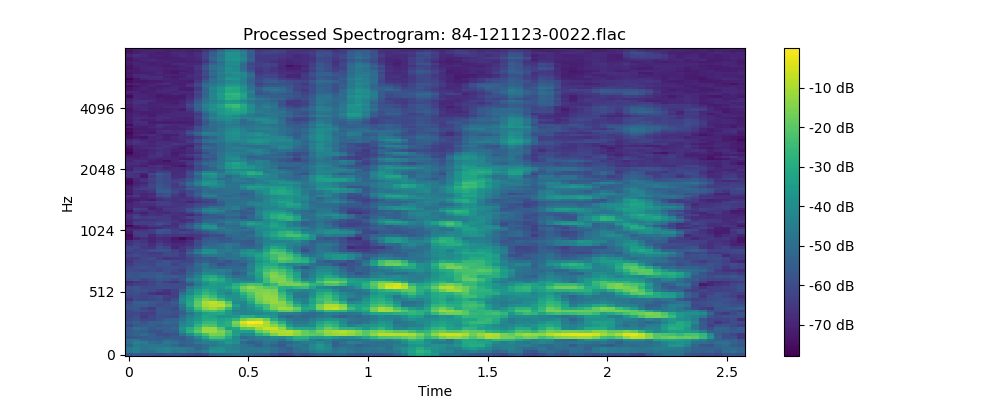 Processed Spectrogram: 84-121123-0022.flac
Hz
4096
2048
1024
512
0
0
0.5
1
1.5
2
2.5
Time
-10 dB
-20 dB
-30 dB
-40 dB
-50 dB
-60 dB
-70 dB